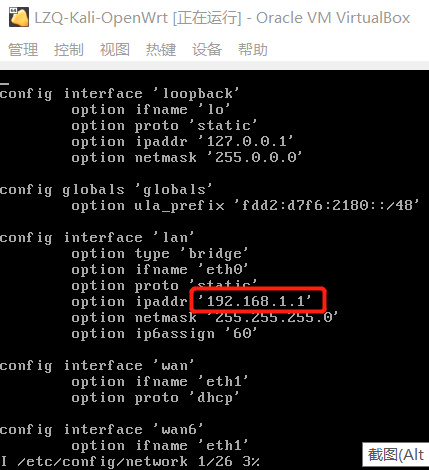 LZQ-Kali-OpenWrt [正在运行] - Oracle VM VirtualBox
管理 控制 视图 热键 设备 帮助
config interface 'loopback'
option ifname 'lo'
option proto 'static'
option ipaddr '127.0.0.1'
option netmask '255.0.0.0'
config globals 'globals'
option ula_prefix 'fdd2:d7f6:2180::/48'
config interface 'lan'
option type 'bridge'
option ifname 'eth0'
option proto 'static'
option ipaddr '192.168.1.1'
option netmask '255.255.255.0'
option ip6assign '60'
config interface 'wan'
option ifname 'eth1'
option proto 'dhcp'
config interface 'wan6'
option ifname 'eth1'
I /etc/config/network 1/26 3%
截图(Alt